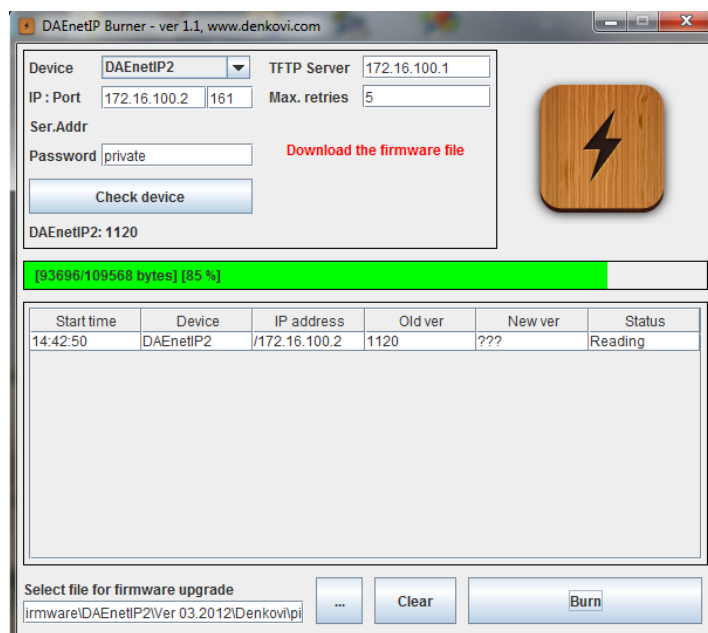 DAEnetIP Burner - ver 1.1, www.denkovi.com
Device DAEnetIP2 TFTP Server 172.16.100.1
IP : Port 172.16.100.2 161 Max. retries 5
Ser.Addr
Password private Download the firmware file
Check device
DAEnetIP2: 1120
[93696/109568 bytes] [85 %]
Start time Device IP address Old ver New ver Status
14:42:50 DAEnetIP2 /172.16.100.2 1120 ??? Reading
Select file for firmware upgrade
irmware\DAEnetIP2\Ver 03.2012\Denkovi\pi ... Clear Burn